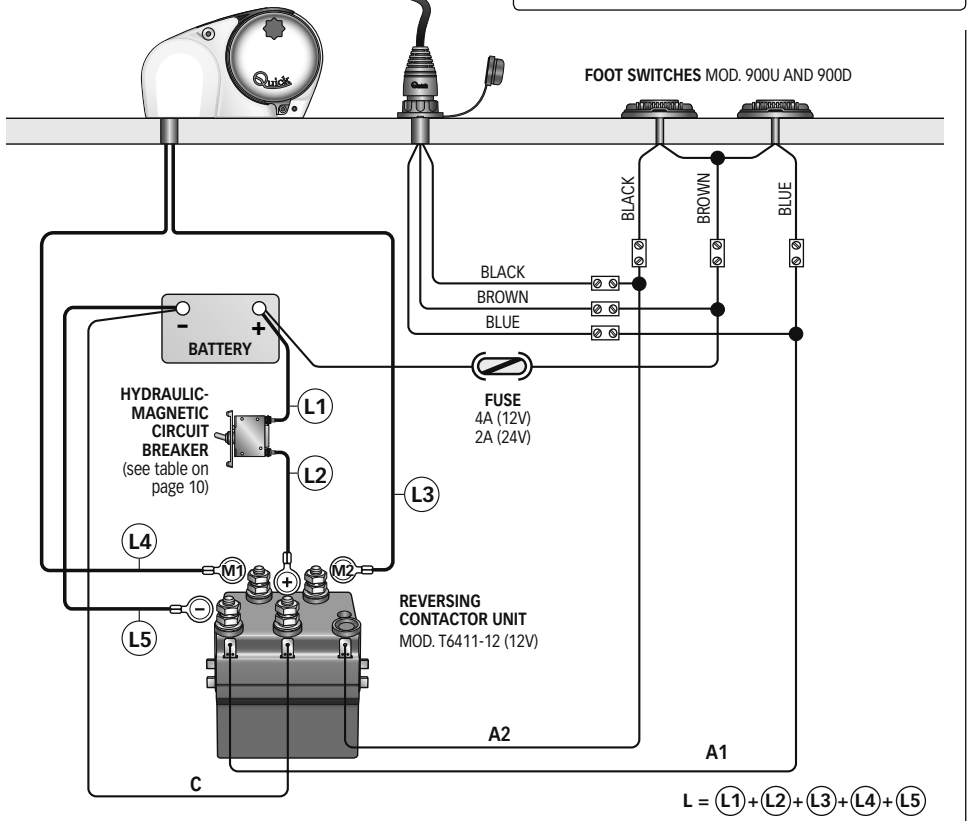 Quick
Quick
FOOT SWITCHES MOD. 900U AND 900D
BLACK
BROWN
BLUE
BLACK
BROWN
BLUE
- +
BATTERY
FUSE
4A (12V)
2A (24V)
HYDRAULIC-
MAGNETIC
CIRCUIT
BREAKER
(see table on
page 10)
L1
L2
L3
L4
M1
+
M2
-
L5
REVERSING
CONTACTOR UNIT
MOD. T6411-12 (12V)
A2
A1
C
L = L1+L2+L3+L4+L5